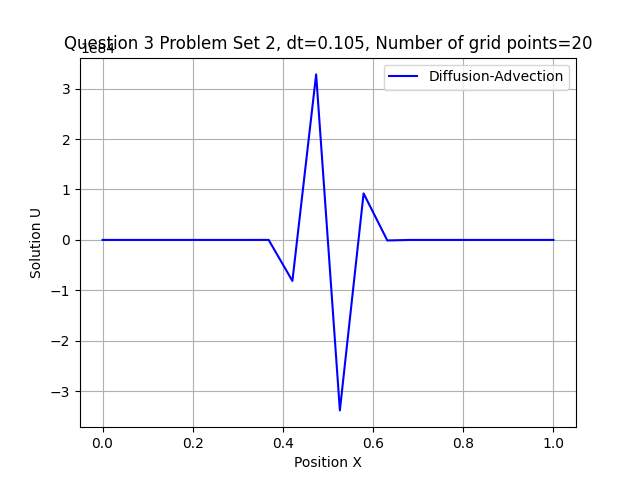 Question 3 Problem Set 2, dt=0.105, Number of grid points=20
1e84
Diffusion-Advection
3
2
1
0
−1
−2
−3
Solution U
0.0 0.2 0.4 0.6 0.8 1.0
Position X